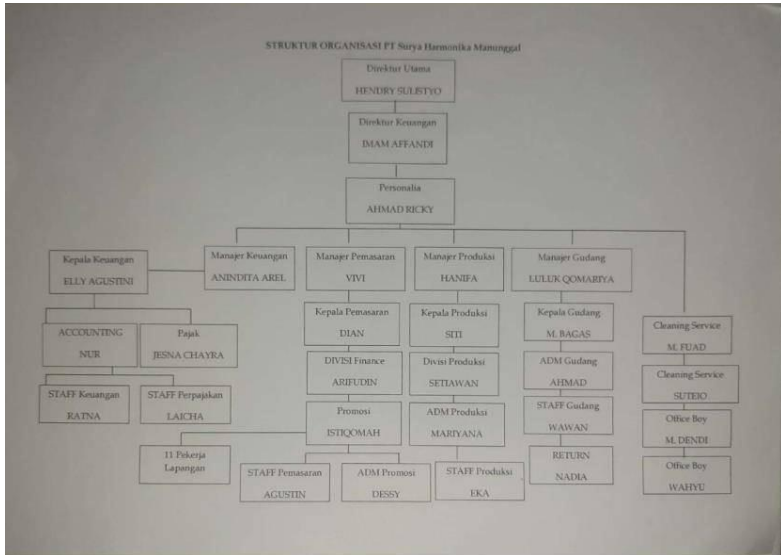 STRUKTUR ORGANISASI PT Surya Harmonika Manunggal
Direktur Utama
HENDRY SULISTYO
Direktur Keuangan
IMAM AFFANDI
Personalia
AHMAD RICKY
Kepala Keuangan
ELLY AGUSTINI
Manajer Keuangan
ANINDITA AREL
Manajer Pemasaran
VIVI
Manajer Produksi
HANIFA
Manajer Gudang
LULUK QOMARIYA
ACCOUNTING
NUR
Pajak
JESNA CHAYRA
STAFF Keuangan
RATNA
STAFF Perpajakan
LAICHA
Kepala Pemasaran
DIAN
DIVISI Finance
ARIFUDIN
Promosi
ISTIQOMAH
11 Pekerja
Lapangan
STAFF Pemasaran
AGUSTIN
ADM Promosi
DESSY
Kepala Produksi
SITI
Divisi Produksi
SETIAWAN
ADM Produksi
MARIYANA
STAFF Produksi
EKA
Kepala Gudang
M. BAGAS
ADM Gudang
AHMAD
STAFF Gudang
WAWAN
RETURN
NADIA
Cleaning Service
M. FUAD
Cleaning Service
SUTEJO
Office Boy
M. DENDI
Office Boy
WAHYU